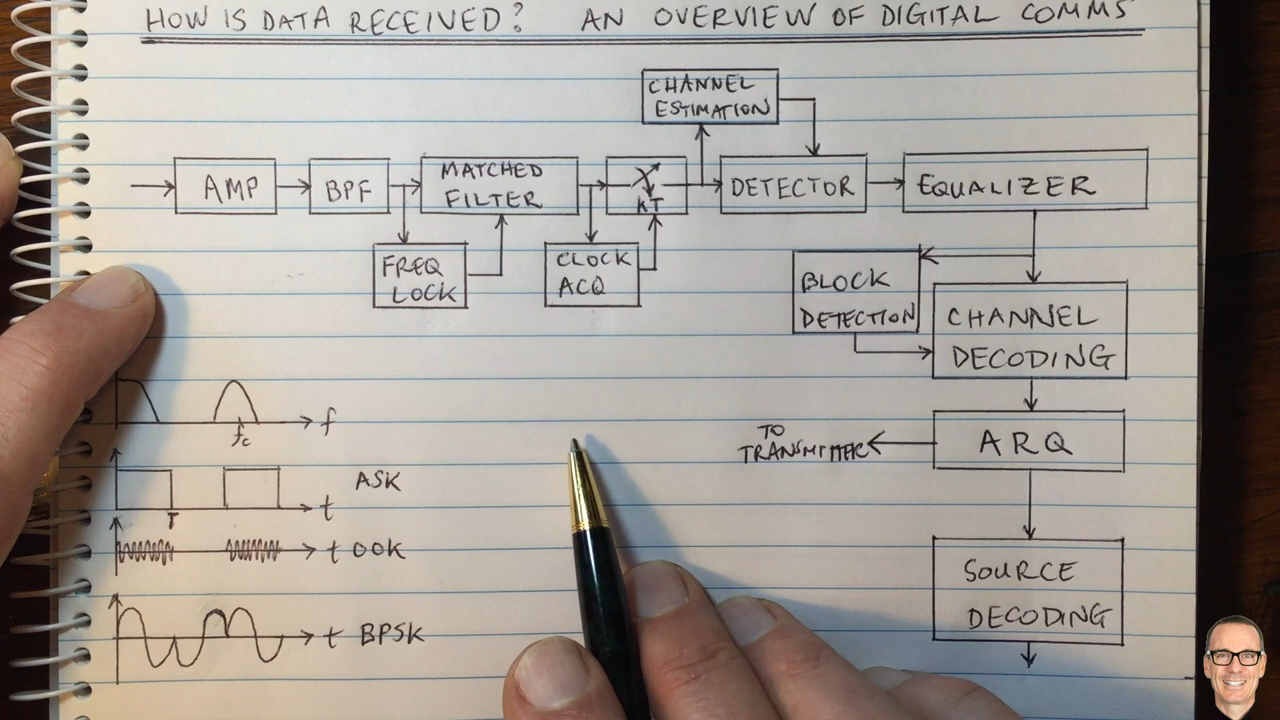 HOW IS DATA RECEIVED? AN OVERVIEW OF DIGITAL COMMS
CHANNEL
ESTIMATION
AMP
BPF
MATCHED
FILTER
KT
DETECTOR
EQUALIZER
FREQ
LOCK
CLOCK
ACQ
BLOCK
DETECTION
CHANNEL
DECODING
f
fc
TO
TRANSMITTER
ARQ
ASK
t
T
t OOK
SOURCE
DECODING
t BPSK